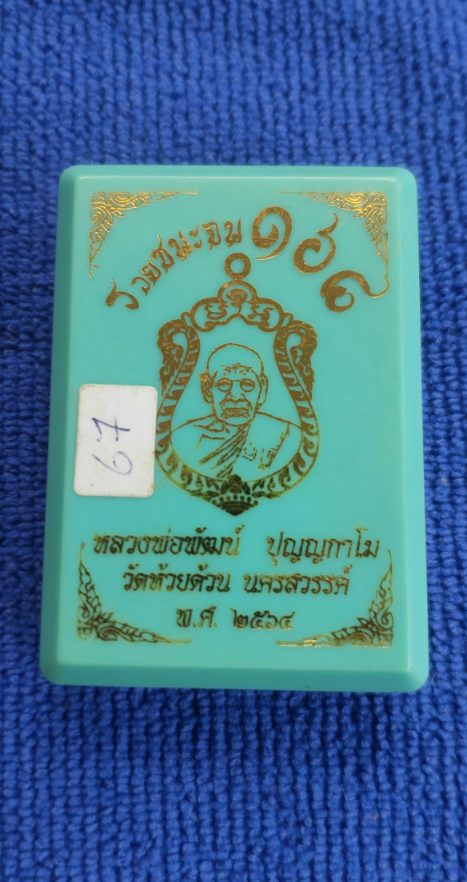 รวยชนะจน ๑๖๘
67
หลวงพ่อพัฒน์ ปุญญกาโม
วัดห้วยด้วน นครสวรรค์
พ.ศ. ๒๕๖๔